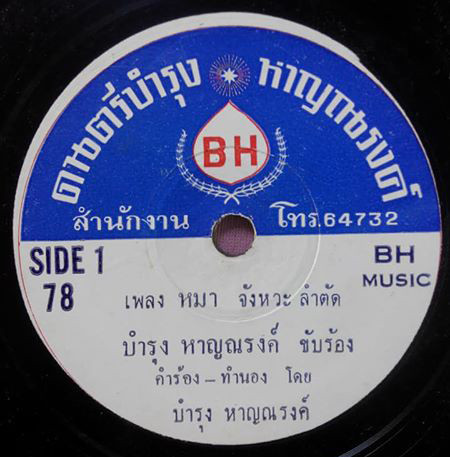 ดนตรีบำรุง หาญณรงค์
BH
สำนักงาน โทร.64732
SIDE 1
78
BH
MUSIC
เพลง หมา จังหวะ ลำตัด
บำรุง หาญณรงค์ ขับร้อง
คำร้อง - ทำนอง โดย
บำรุง หาญณรงค์